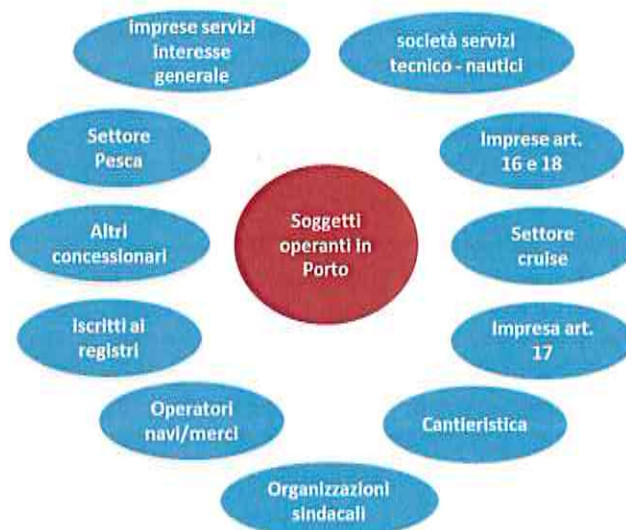 imprese servizi
interesse
generale
società servizi
tecnico - nautici
Settore
Pesca
Imprese art.
16 e 18
Soggetti
operanti in
Porto
Altri
concessionari
Settore
cruise
iscritti ai
registri
Impresa art.
17
Operatori
navi/merci
Cantieristica
Organizzazioni
sindacali